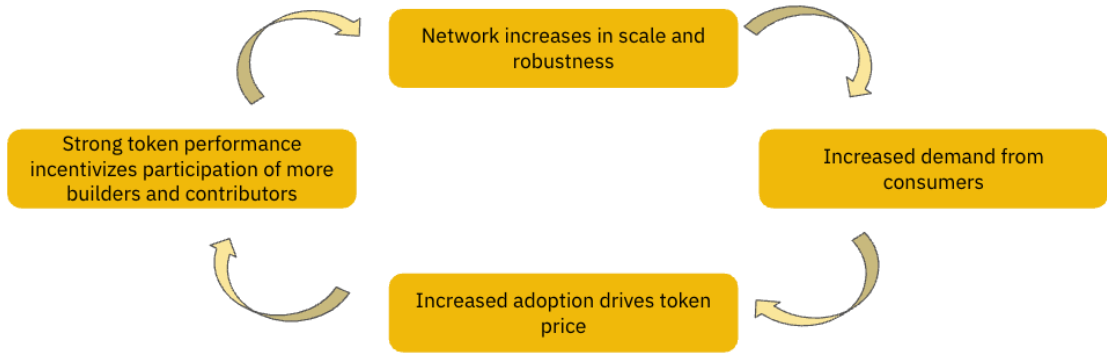 Network increases in scale and
robustness
Increased demand from
consumers
Increased adoption drives token
price
Strong token performance
incentivizes participation of more
builders and contributors